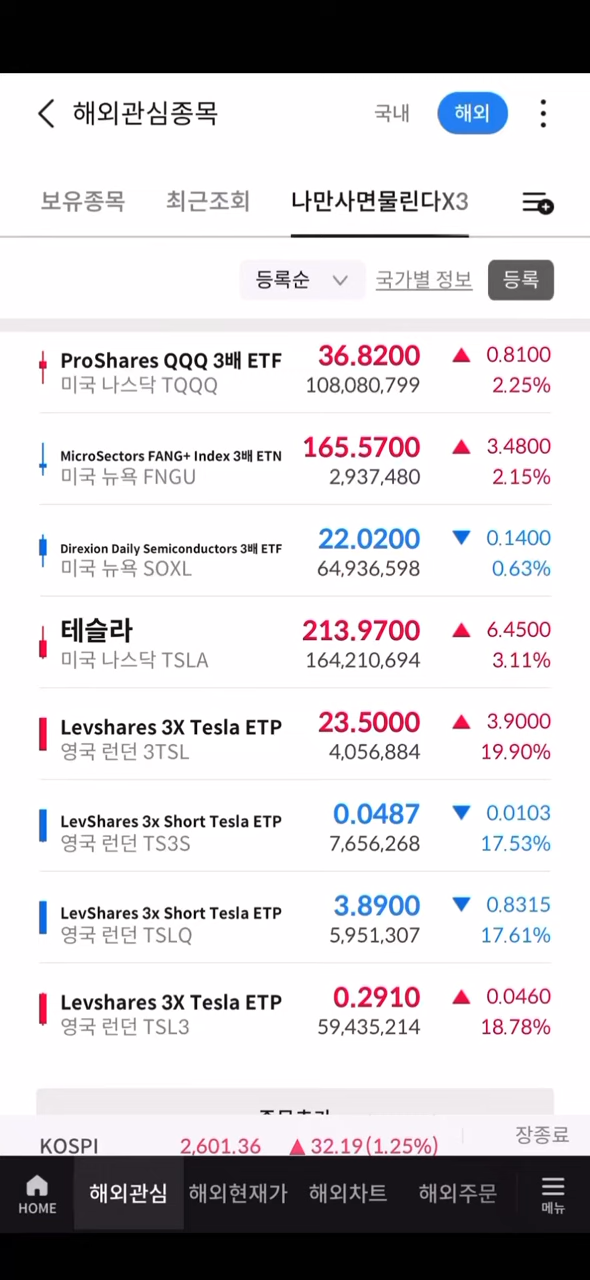 해외관심종목 국내 해외
보유종목 최근조회 나만사면물린다X3
등록순 국가별 정보 등록
ProShares QQQ 3배 ETF 36.8200 ▲ 0.8100
미국 나스닥 TQQQ 108,080,799 2.25%
MicroSectors FANG+ Index 3배 ETN 165.5700 ▲ 3.4800
미국 뉴욕 FNGU 2,937,480 2.15%
Direxion Daily Semiconductors 3배 ETF 22.0200 ▼ 0.1400
미국 뉴욕 SOXL 64,936,598 0.63%
테슬라 213.9700 ▲ 6.4500
미국 나스닥 TSLA 164,210,694 3.11%
Levshares 3X Tesla ETP 23.5000 ▲ 3.9000
영국 런던 3TSL 4,056,884 19.90%
LevShares 3x Short Tesla ETP 0.0487 ▼ 0.0103
영국 런던 TS3S 7,656,268 17.53%
LevShares 3x Short Tesla ETP 3.8900 ▼ 0.8315
영국 런던 TSLQ 5,951,307 17.61%
Levshares 3X Tesla ETP 0.2910 ▲ 0.0460
영국 런던 TSL3 59,435,214 18.78%
KOSPI 2,601.36 ▲ 32.19(1.25%) 장종료
HOME 해외관심 해외현재가 해외차트 해외주문 메뉴